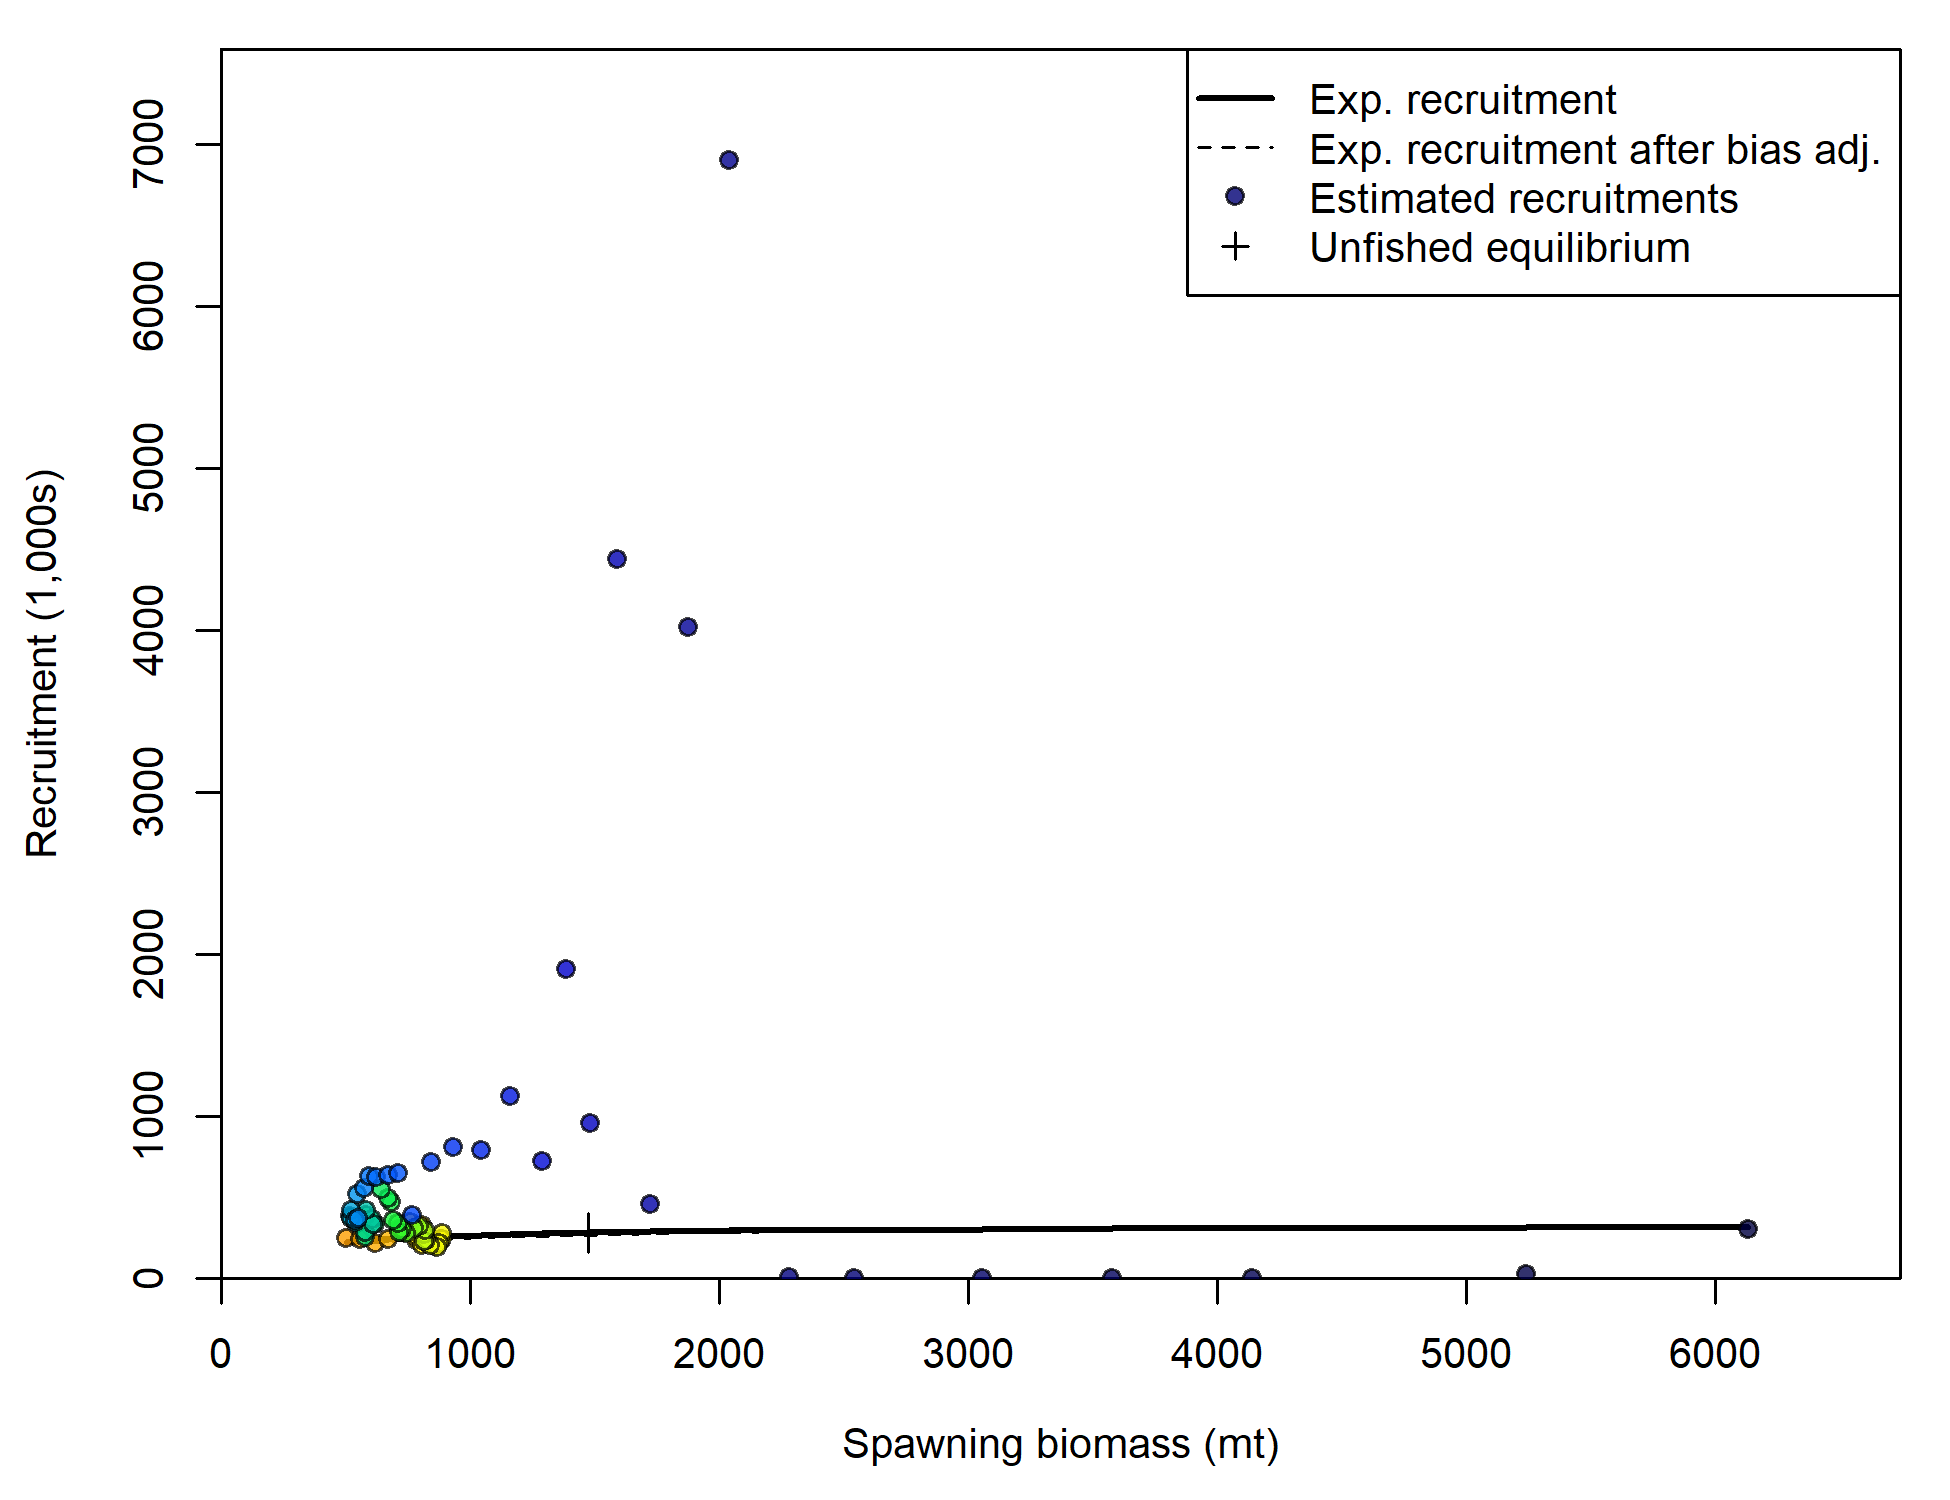 Exp. recruitment
Exp. recruitment after bias adj.
Estimated recruitments
Unfished equilibrium
7000
6000
5000
4000
3000
2000
1000
0
Recruitment (1,000s)
0 1000 2000 3000 4000 5000 6000
Spawning biomass (mt)